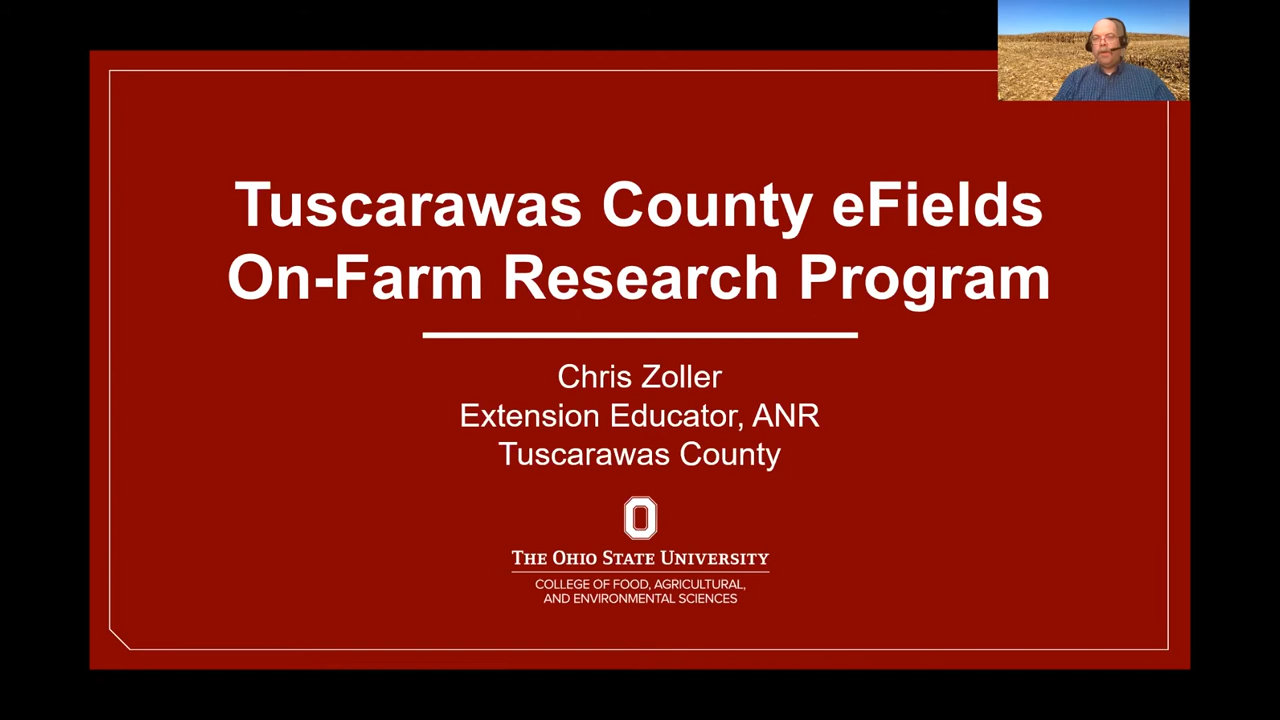 Tuscarawas County eFields
On-Farm Research Program
Chris Zoller
Extension Educator, ANR
Tuscarawas County
THE OHIO STATE UNIVERSITY
COLLEGE OF FOOD, AGRICULTURAL,
AND ENVIRONMENTAL SCIENCES